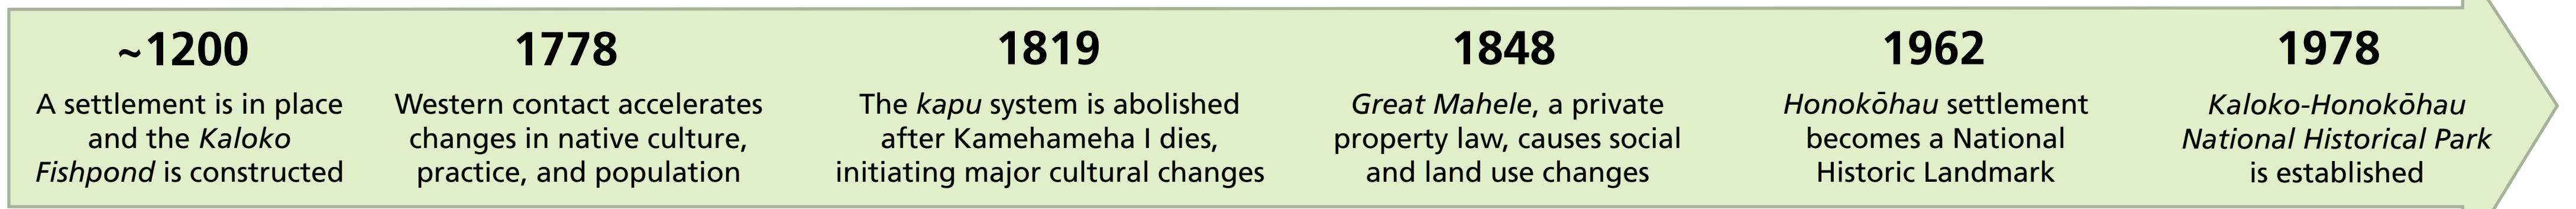 ~1200
A settlement is in place
and the Kaloko
Fishpond is constructed
1778
Western contact accelerates
changes in native culture,
practice, and population
1819
The kapu system is abolished
after Kamehameha I dies,
initiating major cultural changes
1848
Great Mahele, a private
property law, causes social
and land use changes
1962
Honokōhau settlement
becomes a National
Historic Landmark
1978
Kaloko-Honokōhau
National Historical Park
is established